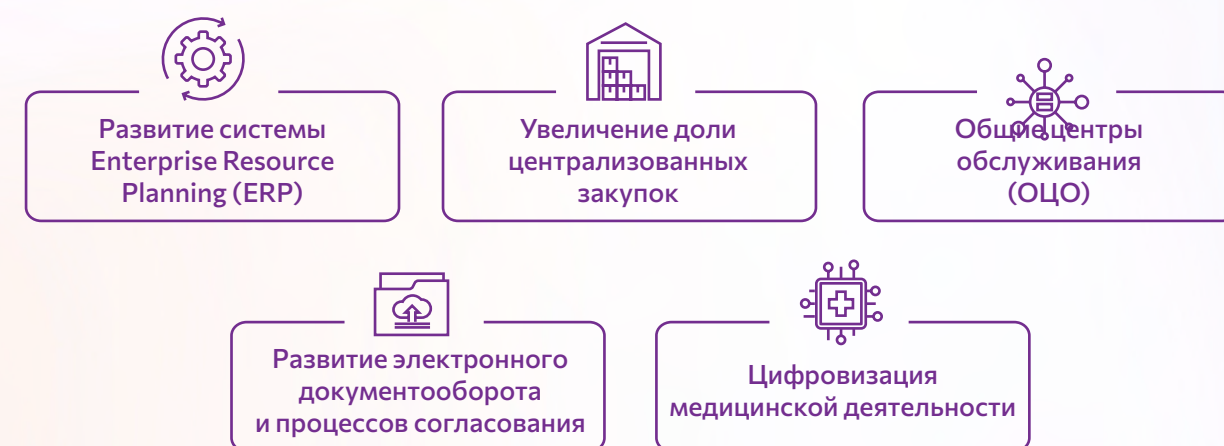 Развитие системы
Enterprise Resource
Planning (ERP)
Увеличение доли
централизованных
закупок
Общие центры
обслуживания
(ОЦО)
Развитие электронного
документооборота
и процессов согласования
Цифровизация
медицинской деятельности